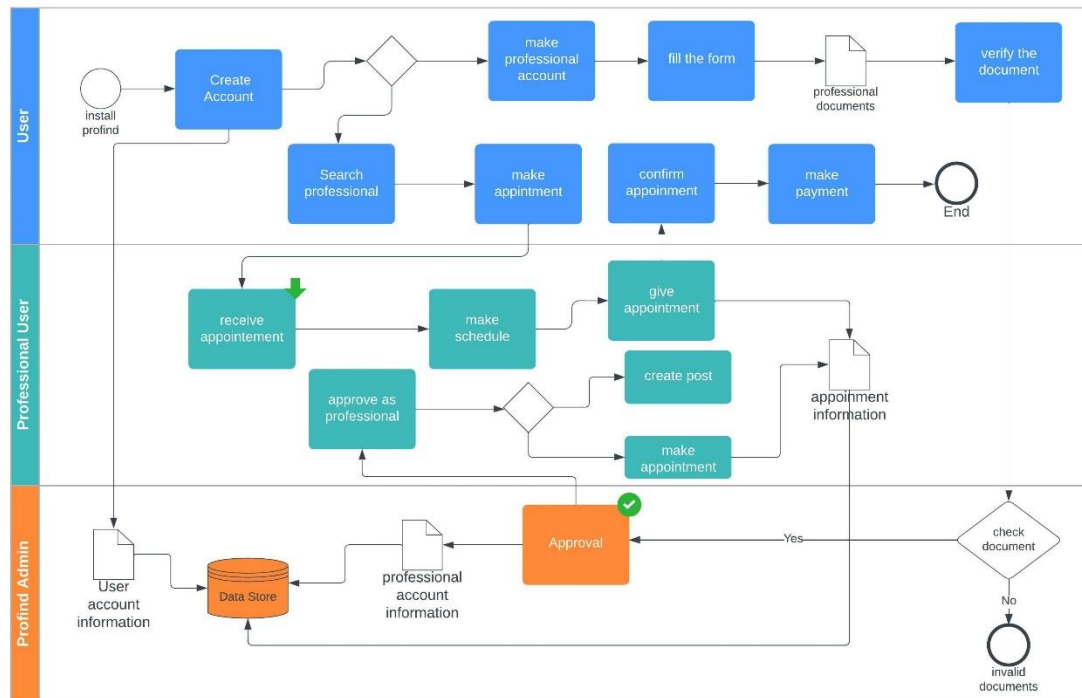 User
install
profind
Create
Account
make
professional
account
fill the form
professional
documents
verify the
document
Search
professional
make
appintment
confirm
appoinment
make
payment
End
Professional User
receive
appointement
make
schedule
give
appointment
create post
approve as
professional
make
appointment
appoinment
information
Profind Admin
User
account
information
Data Store
professional
account
information
Approval
Yes
check
document
No
invalid
documents